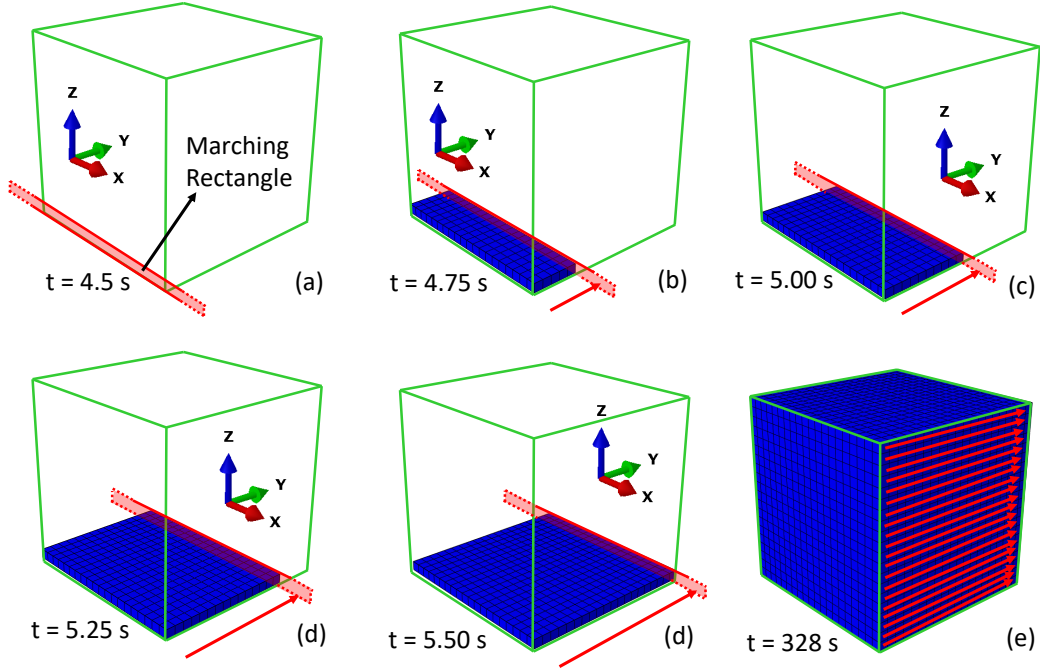 Z
Y
X
Marching
Rectangle
t = 4.5 s
(a)
Z
Y
X
t = 4.75 s
(b)
Z
Y
X
t = 5.00 s
(c)
Z
Y
X
t = 5.25 s
(d)
Z
Y
X
t = 5.50 s
(d)
t = 328 s
(e)